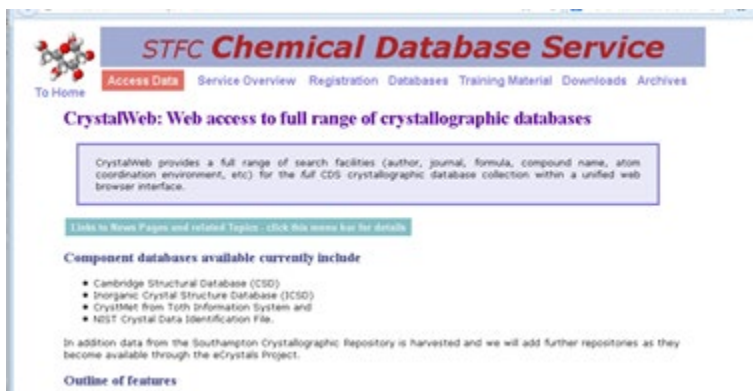 STFC Chemical Database Service
Access Data Service Overview Registration Databases Training Material Downloads Archives
To Home
CrystalWeb: Web access to full range of crystallographic databases
CrystalWeb provides a full range of search facilities (author, journal, formula, compound name, atom
coordination environment, etc) for the full CDS crystallographic database collection within a unified web
browser interface.
Links to News Pages and related Topics - click this menu bar for details
Component databases available currently include
• Cambridge Structural Database (CSD)
• Inorganic Crystal Structure Database (ICSD)
• CrystMet from Toth Information System and
• NIST Crystal Data Identification File.
In addition data from the Southampton Crystallographic Repository is harvested and we will add further repositories as they
become available through the eCrystals Project.
Outline of features